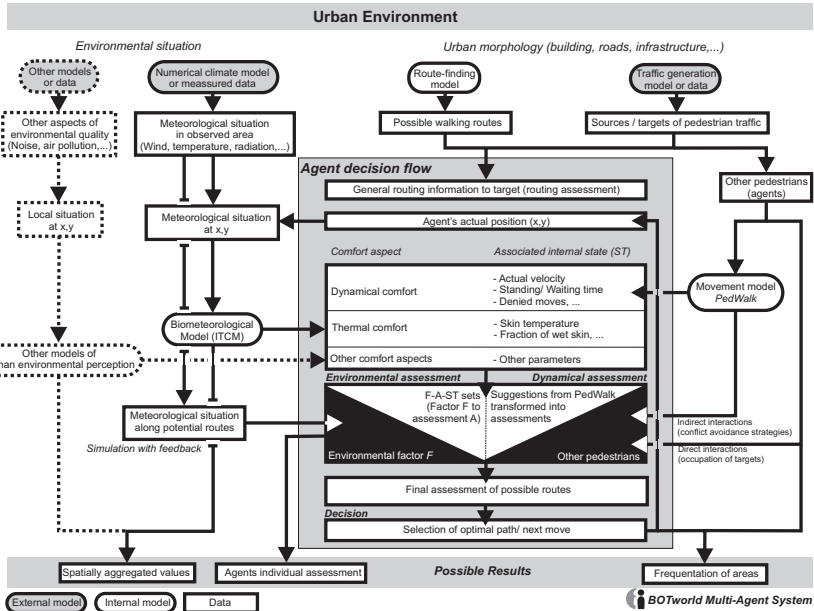 Urban Environment
Environmental situation
Urban morphology (building, roads, infrastructure,...)
Other models
or data
Numerical climate model
or meassured data
Route-finding
model
Traffic generation
model or data
Other aspects of
environmental quality
(Noise, air pollution,...)
Meteorological situation
in observed area
(Wind, temperature, radiation,...)
Possible walking routes
Sources / targets of pedestrian traffic
Agent decision flow
General routing information to target (routing assessment)
Other pedestrians
(agents)
Local situation
at x,y
Meteorological situation
at x,y
Agent's actual position (x,y)
Comfort aspect
Associated internal state (ST)
Dynamical comfort
- Actual velocity
- Standing/ Waiting time
- Denied moves, ...
Movement model
PedWalk
Biometeorological
Model (ITCM)
Thermal comfort
- Skin temperature
- Fraction of wet skin, ...
Other models of
an environmental perception
Other comfort aspects
- Other parameters
Environmental assessment
Dynamical assessment
F-A-ST sets
(Factor F to
assessment A)
Suggestions from PedWalk
transformed into
assessments
Meteorological situation
along potential routes
Simulation with feedback
Environmental factor F
Other pedestrians
Indirect interactions
(conflict avoidance strategies)
Direct interactions
(occupation of targets)
Final assessment of possible routes
Decision
Selection of optimal path/ next move
Spatially aggregated values
Agents individual assessment
Possible Results
Frequentation of areas
External model
Internal model
Data
BOTworld Multi-Agent System